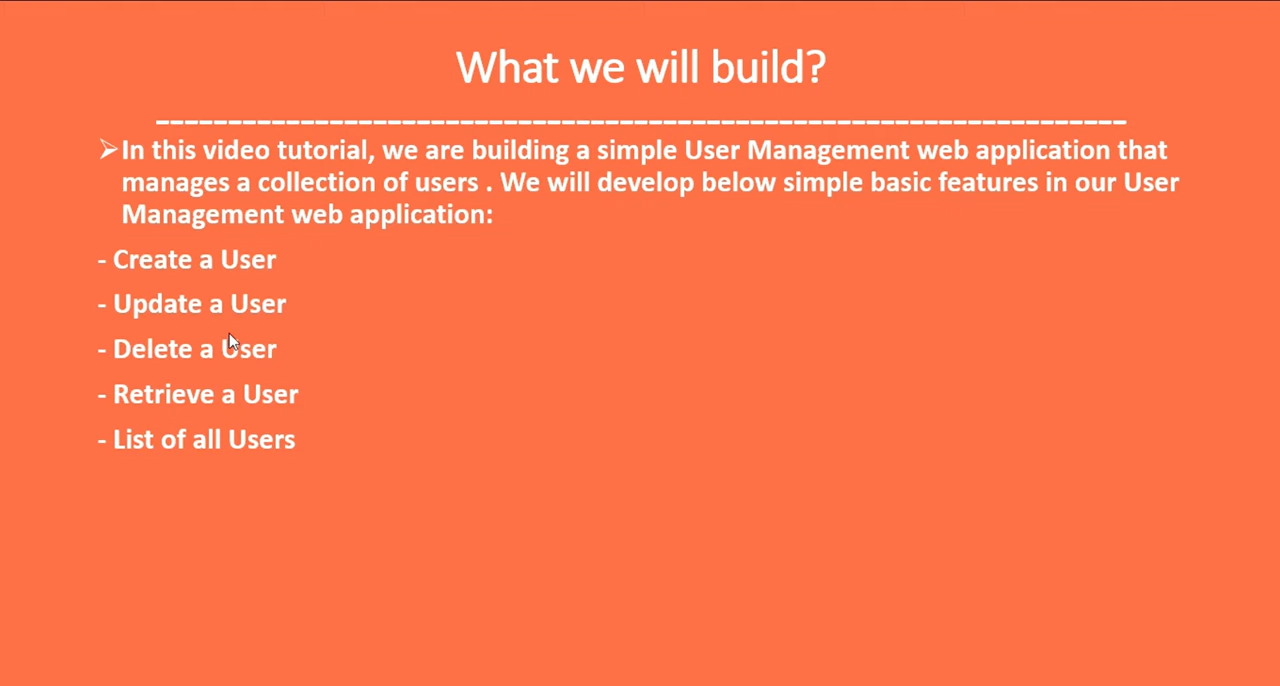 What we will build?
➢In this video tutorial, we are building a simple User Management web application that
manages a collection of users . We will develop below simple basic features in our User
Management web application:
- Create a User
- Update a User
- Delete a User
- Retrieve a User
- List of all Users